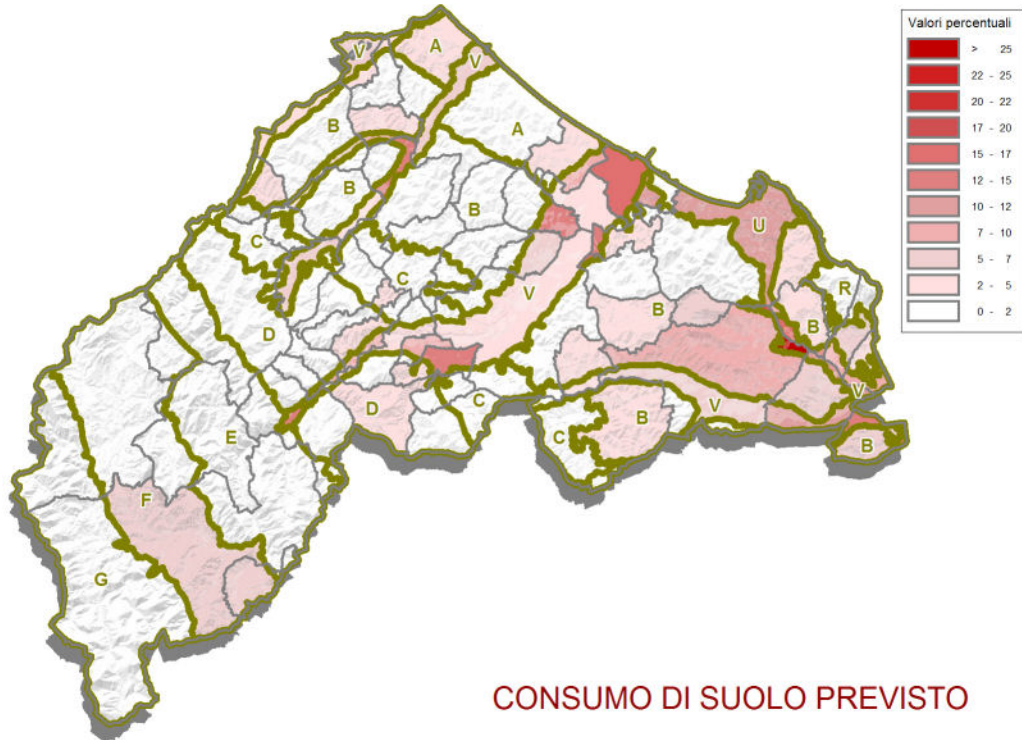 Valori percentuali
> 25
22 - 25
20 - 22
17 - 20
15 - 17
12 - 15
10 - 12
7 - 10
5 - 7
2 - 5
0 - 2
V
A
V
B
A
B
B
C
C
U
R
V
B
B
D
D
C
B
V
V
C
B
E
F
G
CONSUMO DI SUOLO PREVISTO